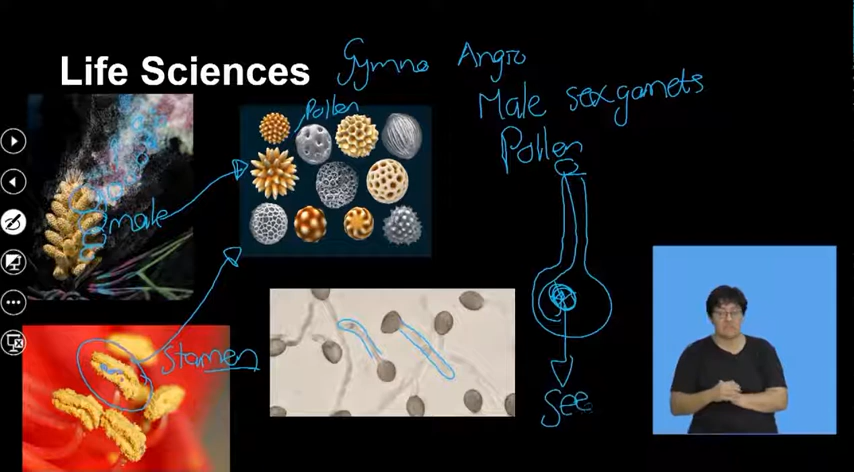 Gymno Angio
Life Sciences
Male sex gamets
Pollen
Pollen
male
Stamen
See